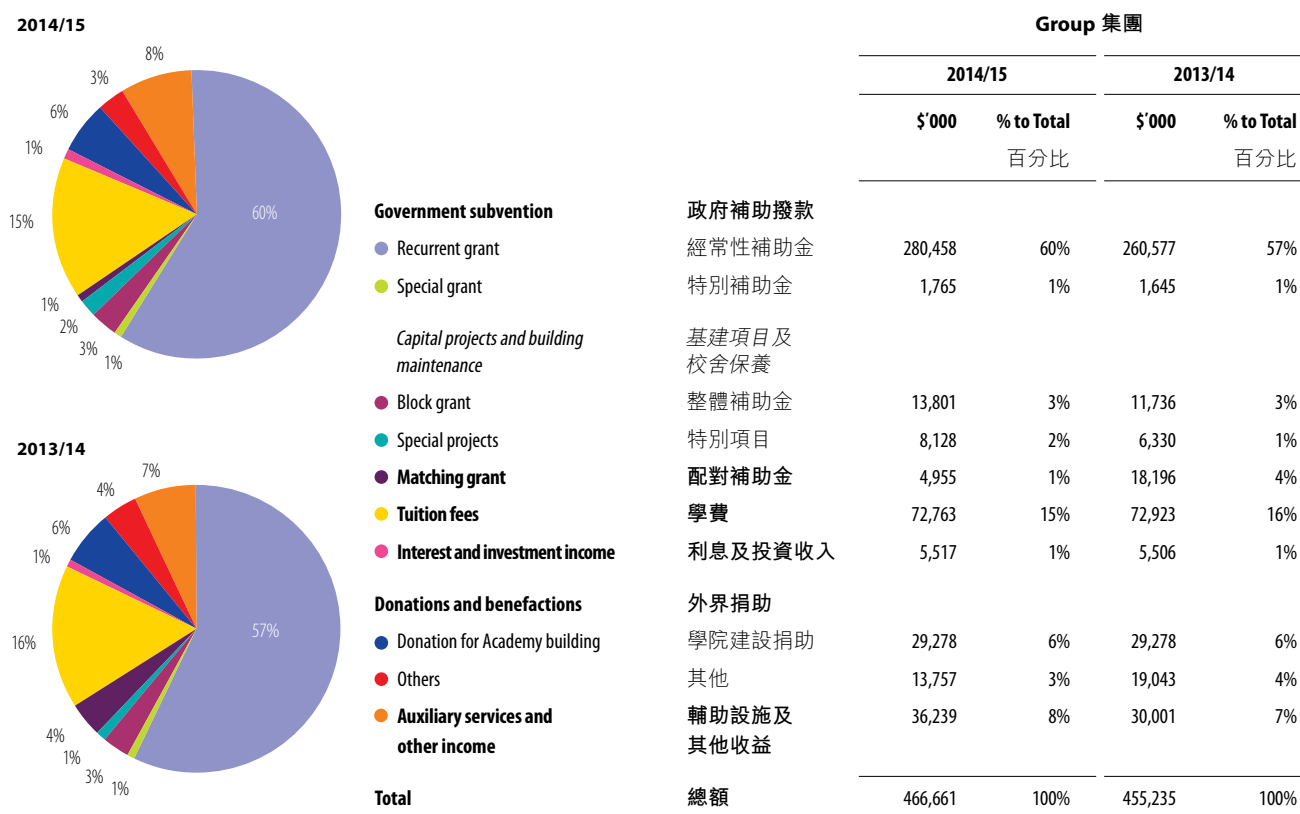 2014/15
8%
3%
6%
1%
15%
1%
2%
3%
1%
60%
2013/14
7%
4%
6%
1%
16%
4%
1%
3%
1%
57%
Group 集團
2014/15 2013/14
$'000 % to Total $'000 % to Total
百分比 百分比
Government subvention 政府補助撥款
Recurrent grant 經常性補助金 280,458 60% 260,577 57%
Special grant 特別補助金 1,765 1% 1,645 1%
Capital projects and building 基建項目及
maintenance 校舍保養
Block grant 整體補助金 13,801 3% 11,736 3%
Special projects 特別項目 8,128 2% 6,330 1%
Matching grant 配對補助金 4,955 1% 18,196 4%
Tuition fees 學費 72,763 15% 72,923 16%
Interest and investment income 利息及投資收入 5,517 1% 5,506 1%
Donations and benefactions 外界捐助
Donation for Academy building 學院建設捐助 29,278 6% 29,278 6%
Others 其他 13,757 3% 19,043 4%
Auxiliary services and 輔助設施及 36,239 8% 30,001 7%
other income 其他收益
Total 總額 466,661 100% 455,235 100%